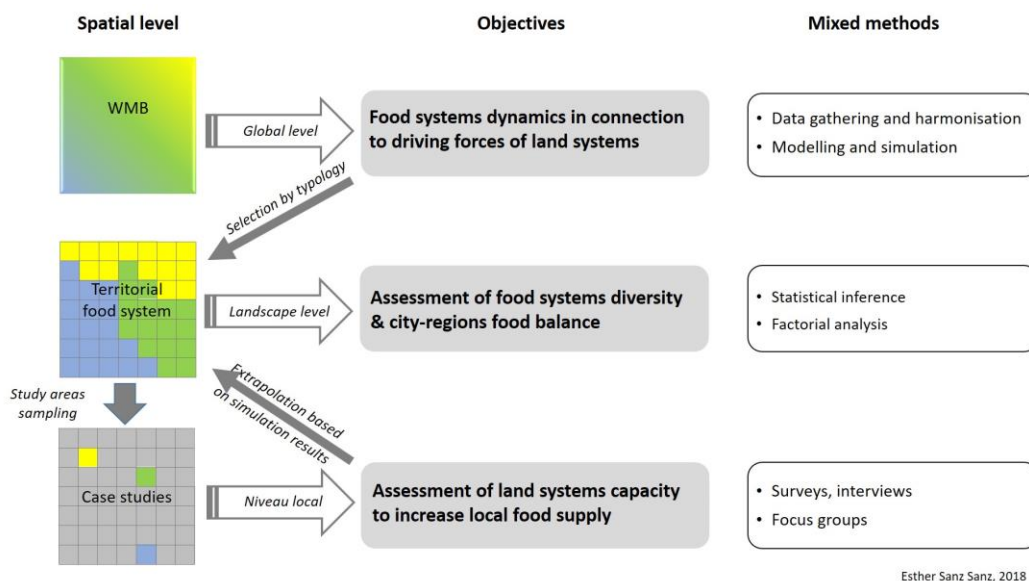 Spatial level
Objectives
Mixed methods
WMB
Global level
Food systems dynamics in connection
to driving forces of land systems
• Data gathering and harmonisation
• Modelling and simulation
Selection by typology
Territorial
food system
Landscape level
Assessment of food systems diversity
& city-regions food balance
• Statistical inference
• Factorial analysis
Study areas
sampling
Extrapolation based
on simulation results
Case studies
Niveau local
Assessment of land systems capacity
to increase local food supply
• Surveys, interviews
• Focus groups
Esther Sanz Sanz, 2018